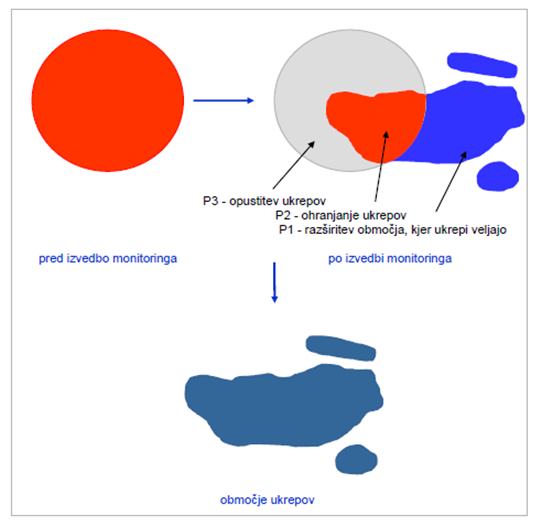 P3 - opustitev ukrepov
P2 - ohranjanje ukrepov
P1 - razširitev območja, kjer ukrepi veljajo
pred izvedbo monitoringa
po izvedbi monitoringa
območje ukrepov